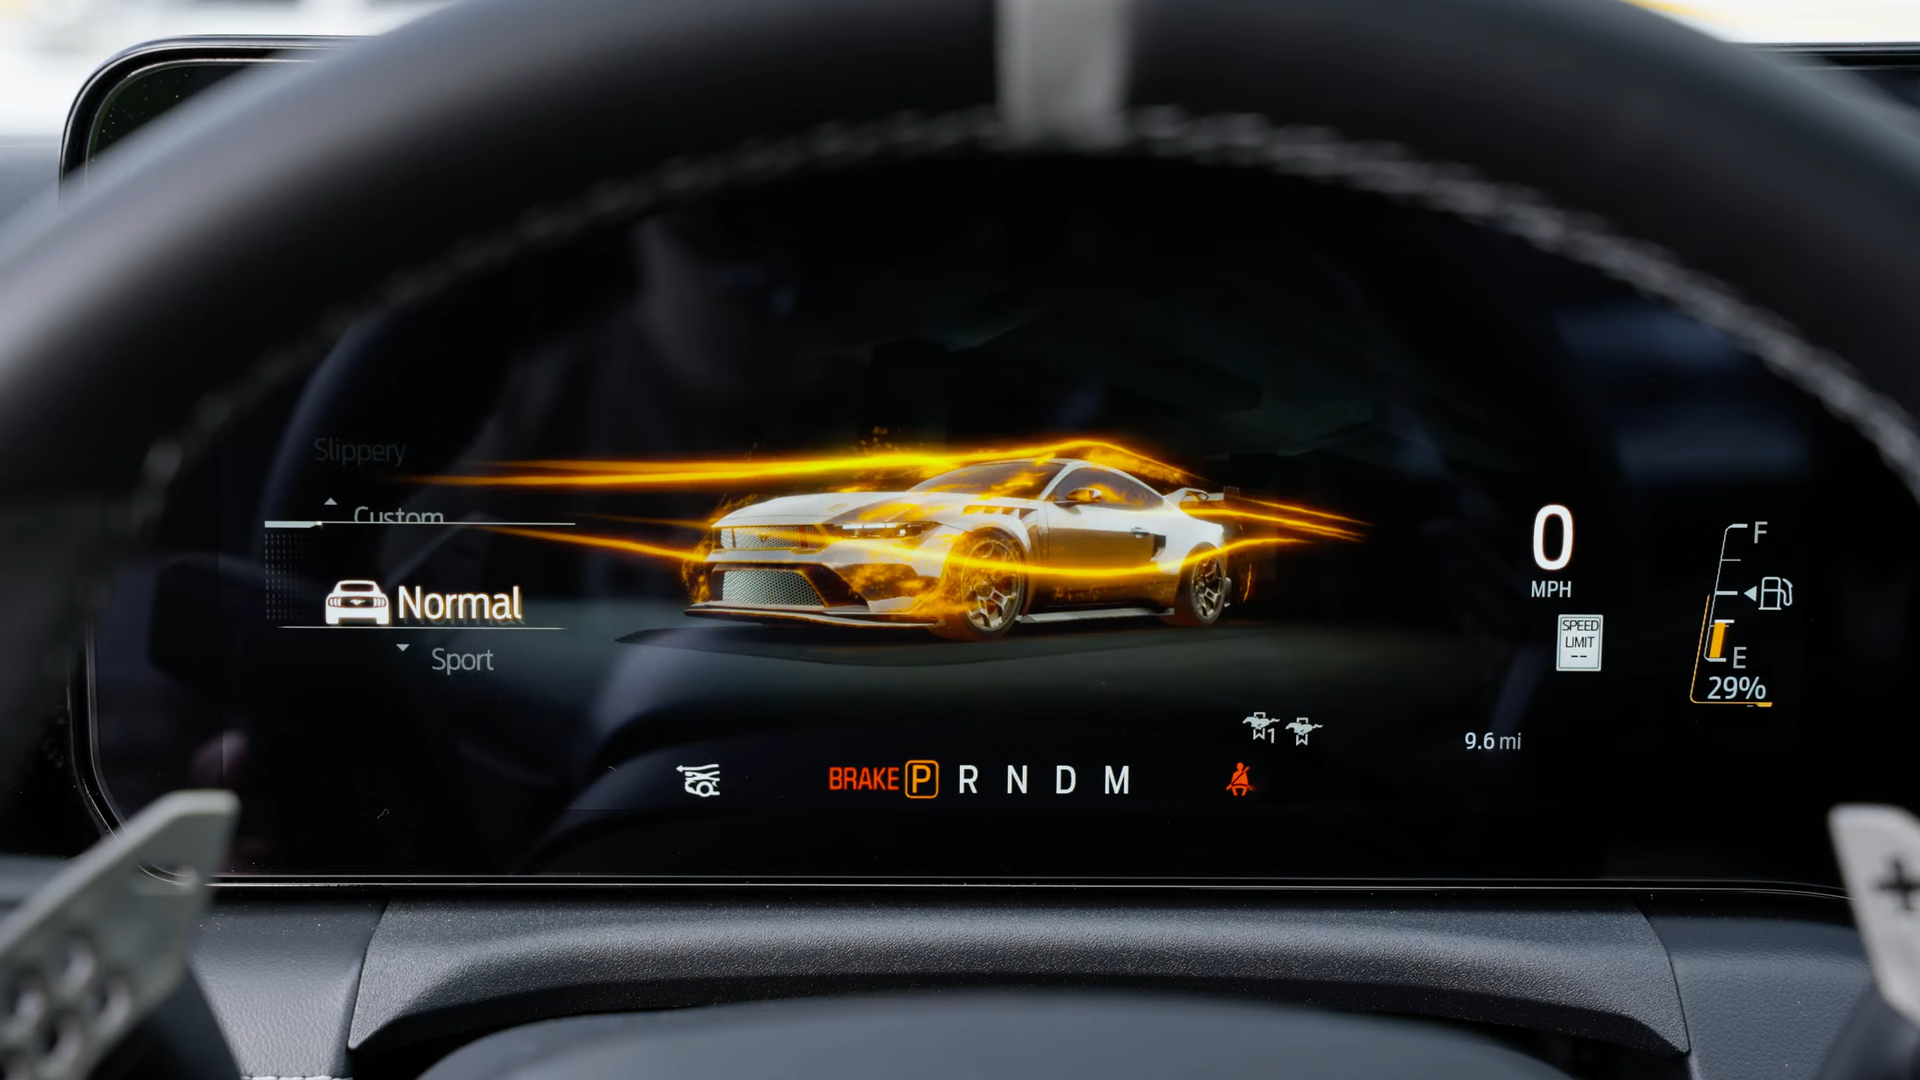 Slippery
Custom
Normal
Sport
0
MPH
SPEED
LIMIT
--
F
E
29%
1
9.6 mi
BRAKE P R N D M
+